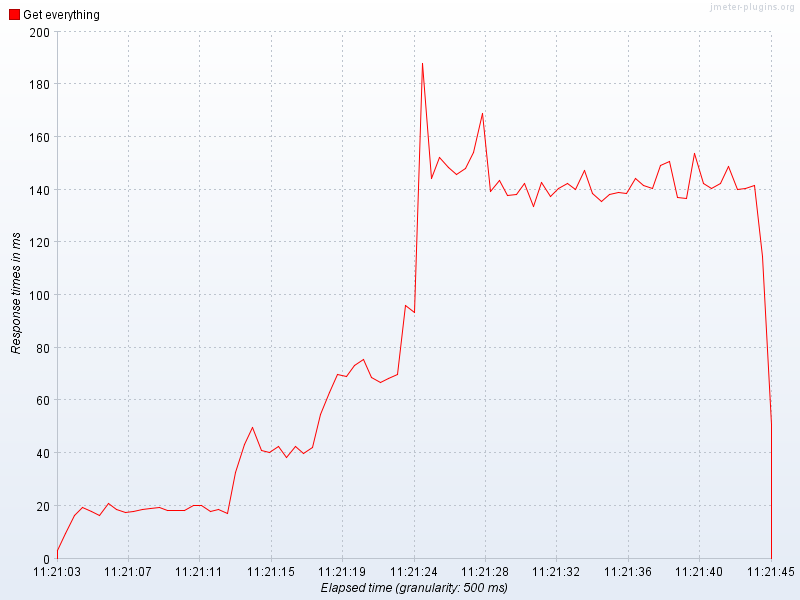 jmeter-plugins.org
Get everything
200
180
160
140
120
100
80
60
40
20
0
Response times in ms
11:21:03 11:21:07 11:21:11 11:21:15 11:21:19 11:21:24 11:21:28 11:21:32 11:21:36 11:21:40 11:21:45
Elapsed time (granularity: 500 ms)